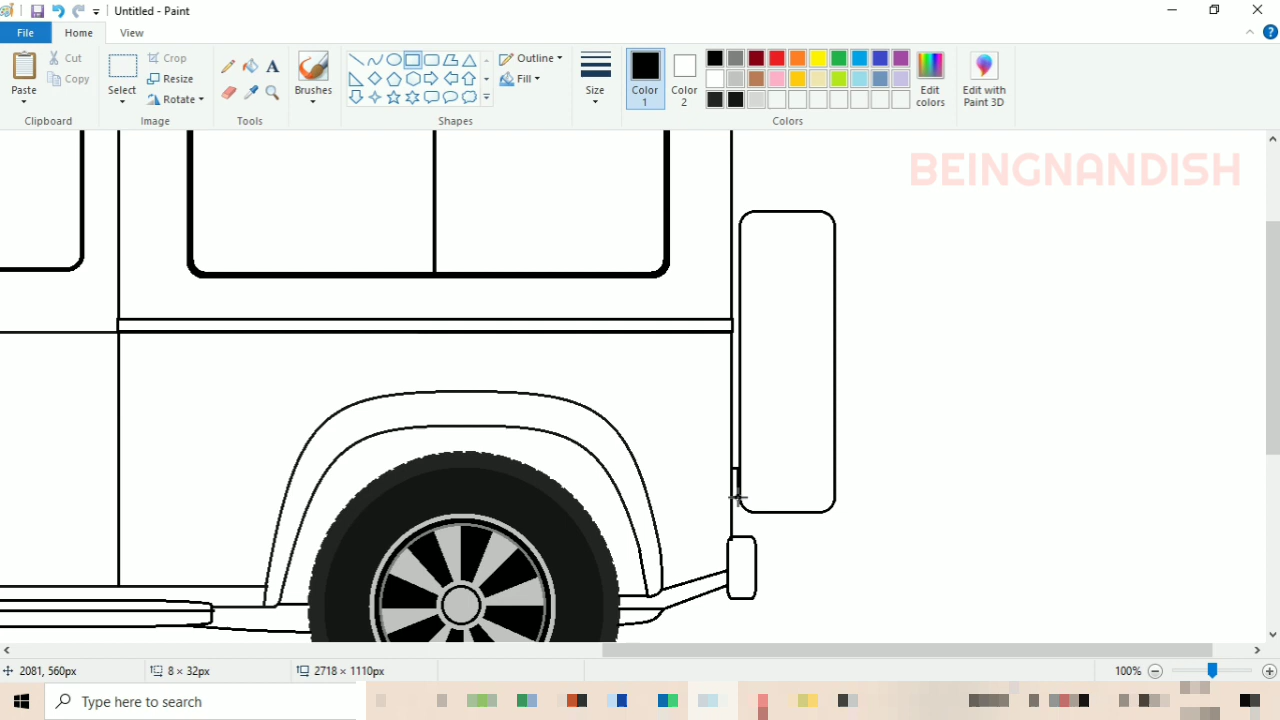 Untitled - Paint
File Home View
Paste
Cut
Copy
Clipboard
Select
Crop
Resize
Rotate
Image
A
Tools
Brushes
Outline
Fill
Shapes
Size
Color 1
Color 2
Colors
Edit colors
Edit with Paint 3D
BEINGNANDISH
2081, 560px
8 × 32px
2718 × 1110px
100%
Type here to search